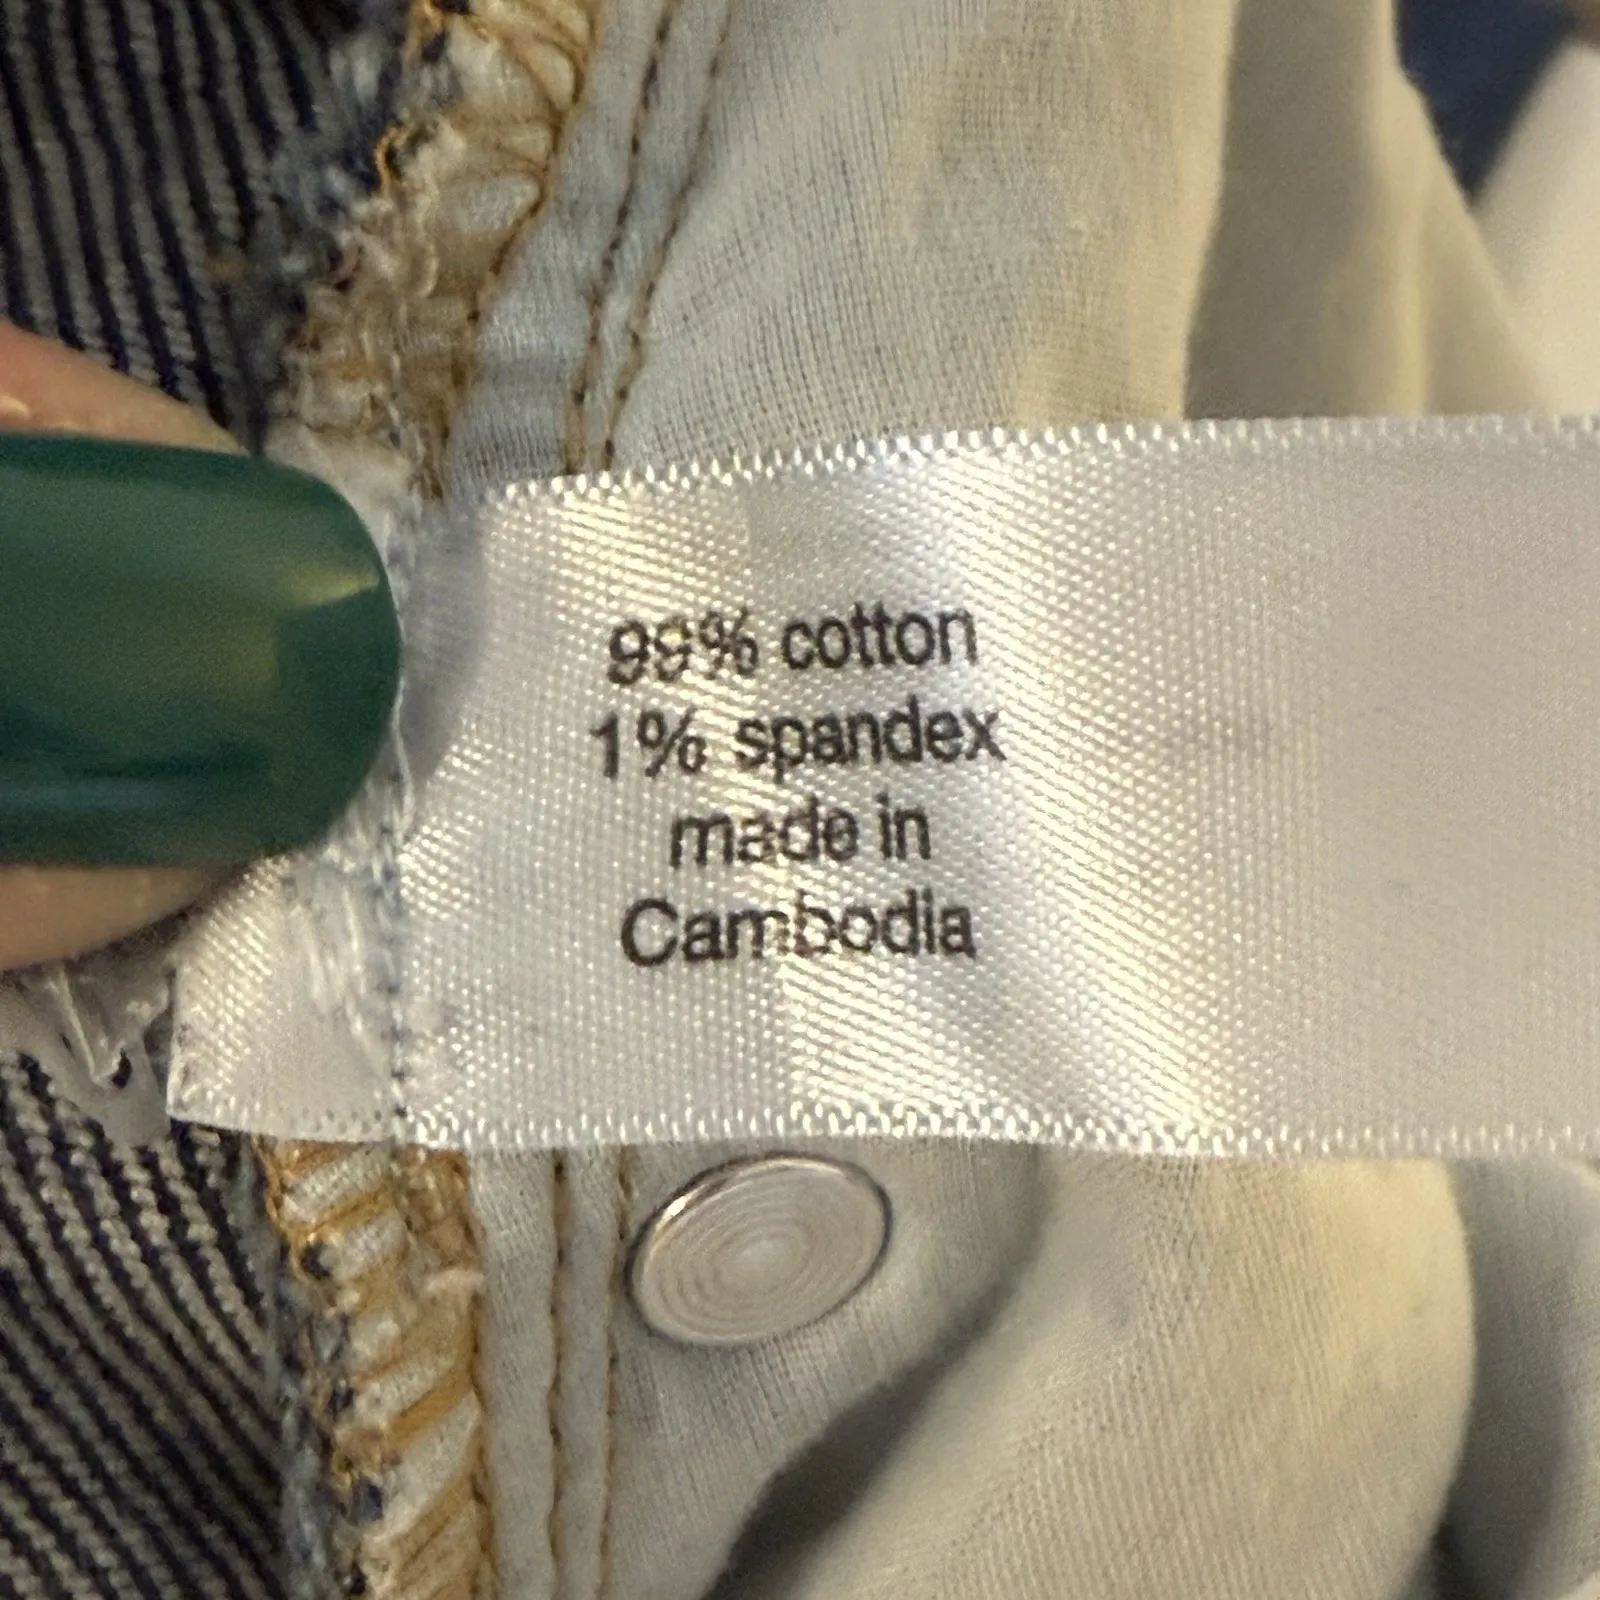 99% cotton
1% spandex
made in
Cambodia